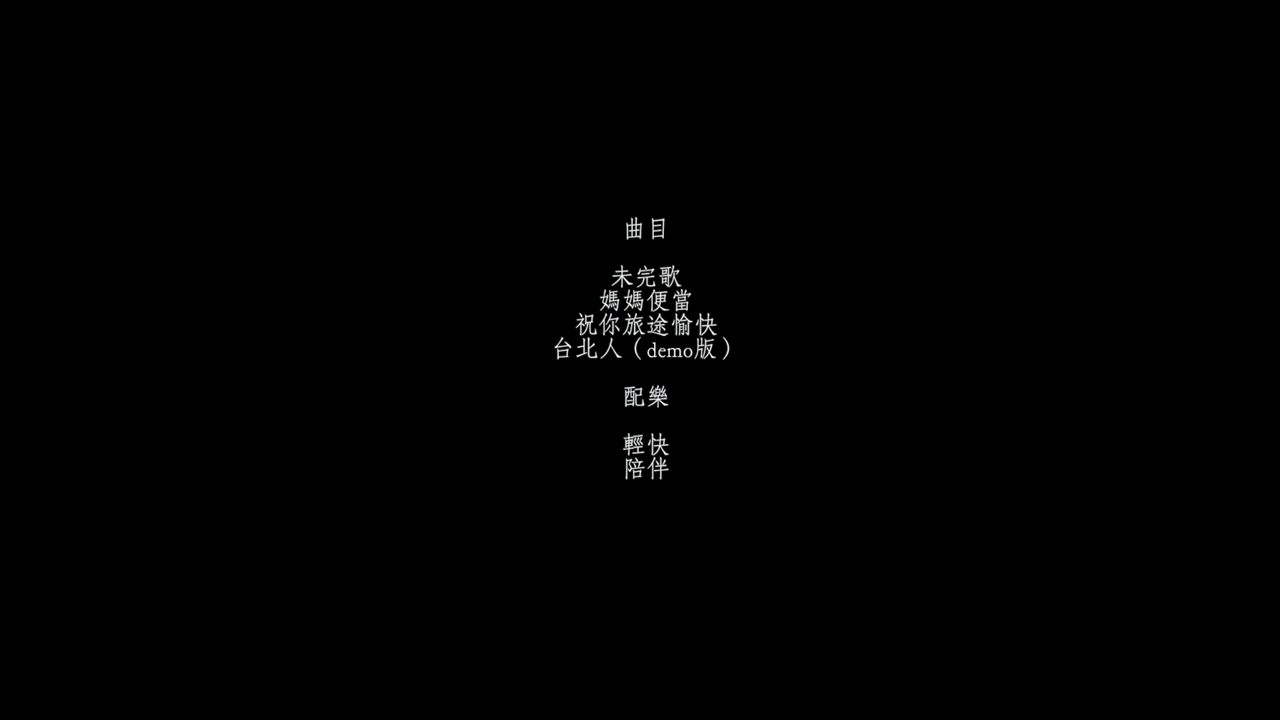 曲目
未完歌
媽媽便當
祝你旅途愉快
台北人（demo版）
配樂
輕快
陪伴